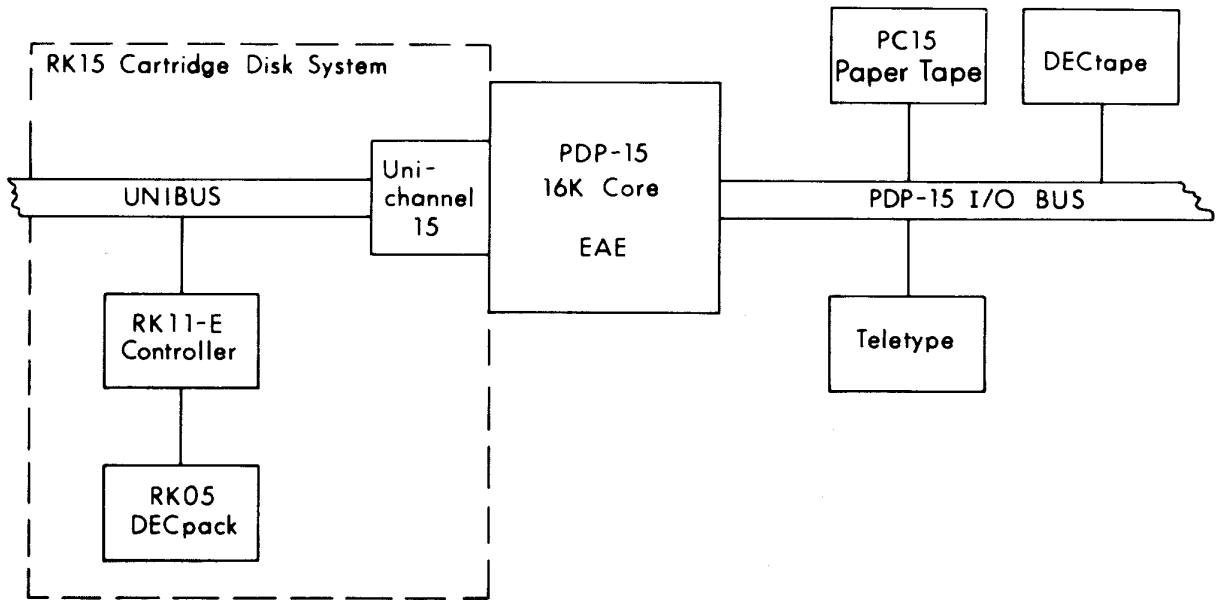 RK15 Cartridge Disk System
UNIBUS
Uni-
channel
15
RK11-E
Controller
RK05
DECpack
PDP-15
16K Core
EAE
PC15
Paper Tape
DECtape
PDP-15 I/O BUS
Teletype